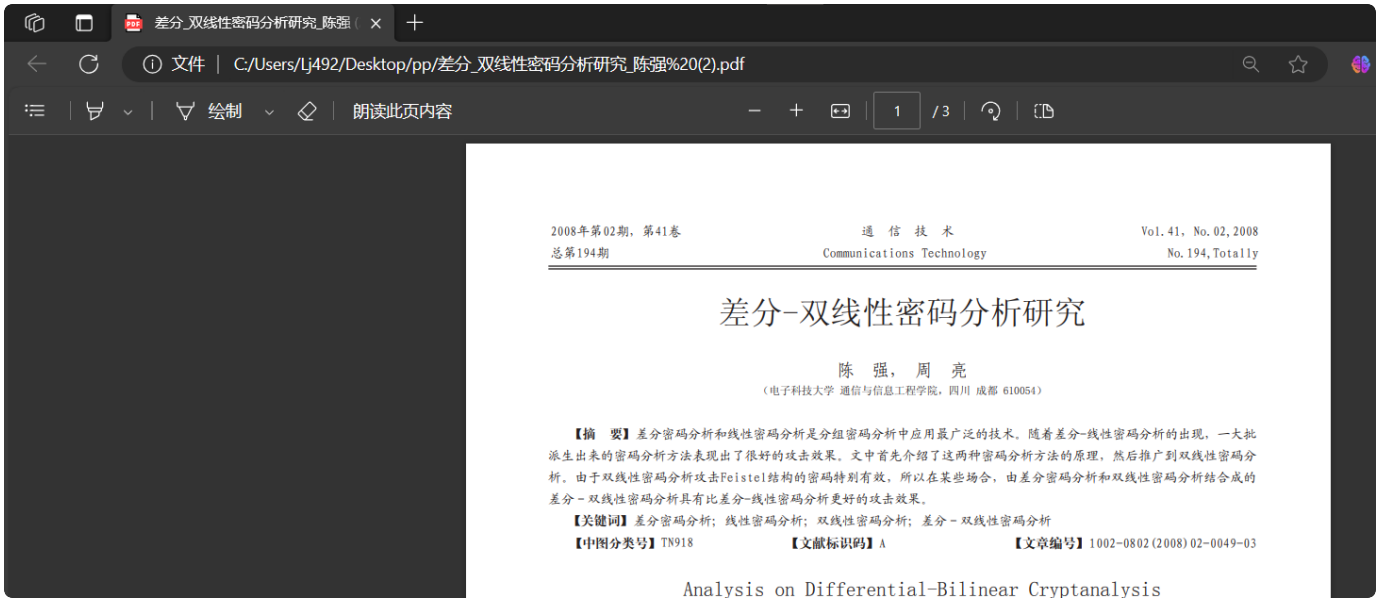 差分_双线性密码分析研究_陈强 (
文件 C:/Users/Lj492/Desktop/pp/差分_双线性密码分析研究_陈强%20(2).pdf
绘制 朗读此页内容 1 /3
2008年第02期，第41卷 通 信 技 术 Vol.41，No.02,2008
总第194期 Communications Technology No.194,Totally
差分-双线性密码分析研究
陈 强， 周 亮
（电子科技大学 通信与信息工程学院，四川 成都 610054）
【摘 要】差分密码分析和线性密码分析是分组密码分析中应用最广泛的技术。随着差分-线性密码分析的出现，一大批
派生出来的密码分析方法表现出了很好的攻击效果。文中首先介绍了这两种密码分析方法的原理，然后推广到双线性密码分
析。由于双线性密码分析攻击Feistel结构的密码特别有效，所以在某些场合，由差分密码分析和双线性密码分析结合成的
差分－双线性密码分析具有比差分-线性密码分析更好的攻击效果。
【关键词】差分密码分析；线性密码分析；双线性密码分析；差分－双线性密码分析
【中图分类号】TN918 【文献标识码】A 【文章编号】1002-0802(2008)02-0049-03
Analysis on Differential-Bilinear Cryptanalysis